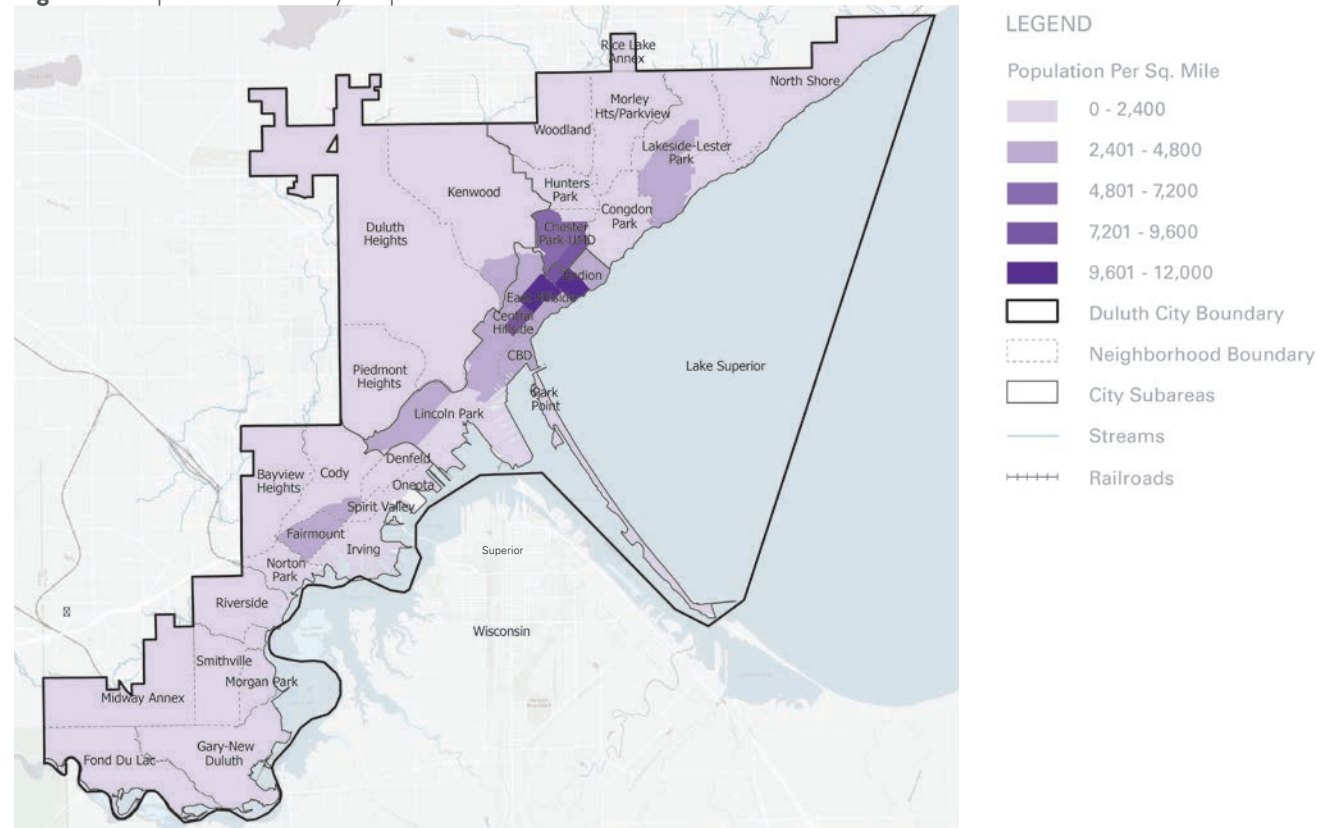 LEGEND
Population Per Sq. Mile
0 - 2,400
2,401 - 4,800
4,801 - 7,200
7,201 - 9,600
9,601 - 12,000
Duluth City Boundary
Neighborhood Boundary
City Subareas
Streams
Railroads
Rice Lake
Annex
North Shore
Morley
Hts/Parkview
Woodland
Lakeside-Lester
Park
Hunters
Park
Kenwood
Congdon
Park
Duluth
Heights
Chester
Park-UMD
Endion
East Hillside
Central
Hillside
CBD
Lake Superior
Piedmont
Heights
Park
Point
Lincoln Park
Denfeld
Cody
Bayview
Heights
Oneota
Spirit Valley
Fairmount
Irving
Superior
Norton
Park
Riverside
Wisconsin
Smithville
Morgan Park
Midway Annex
Gary-New
Duluth
Fond Du Lac